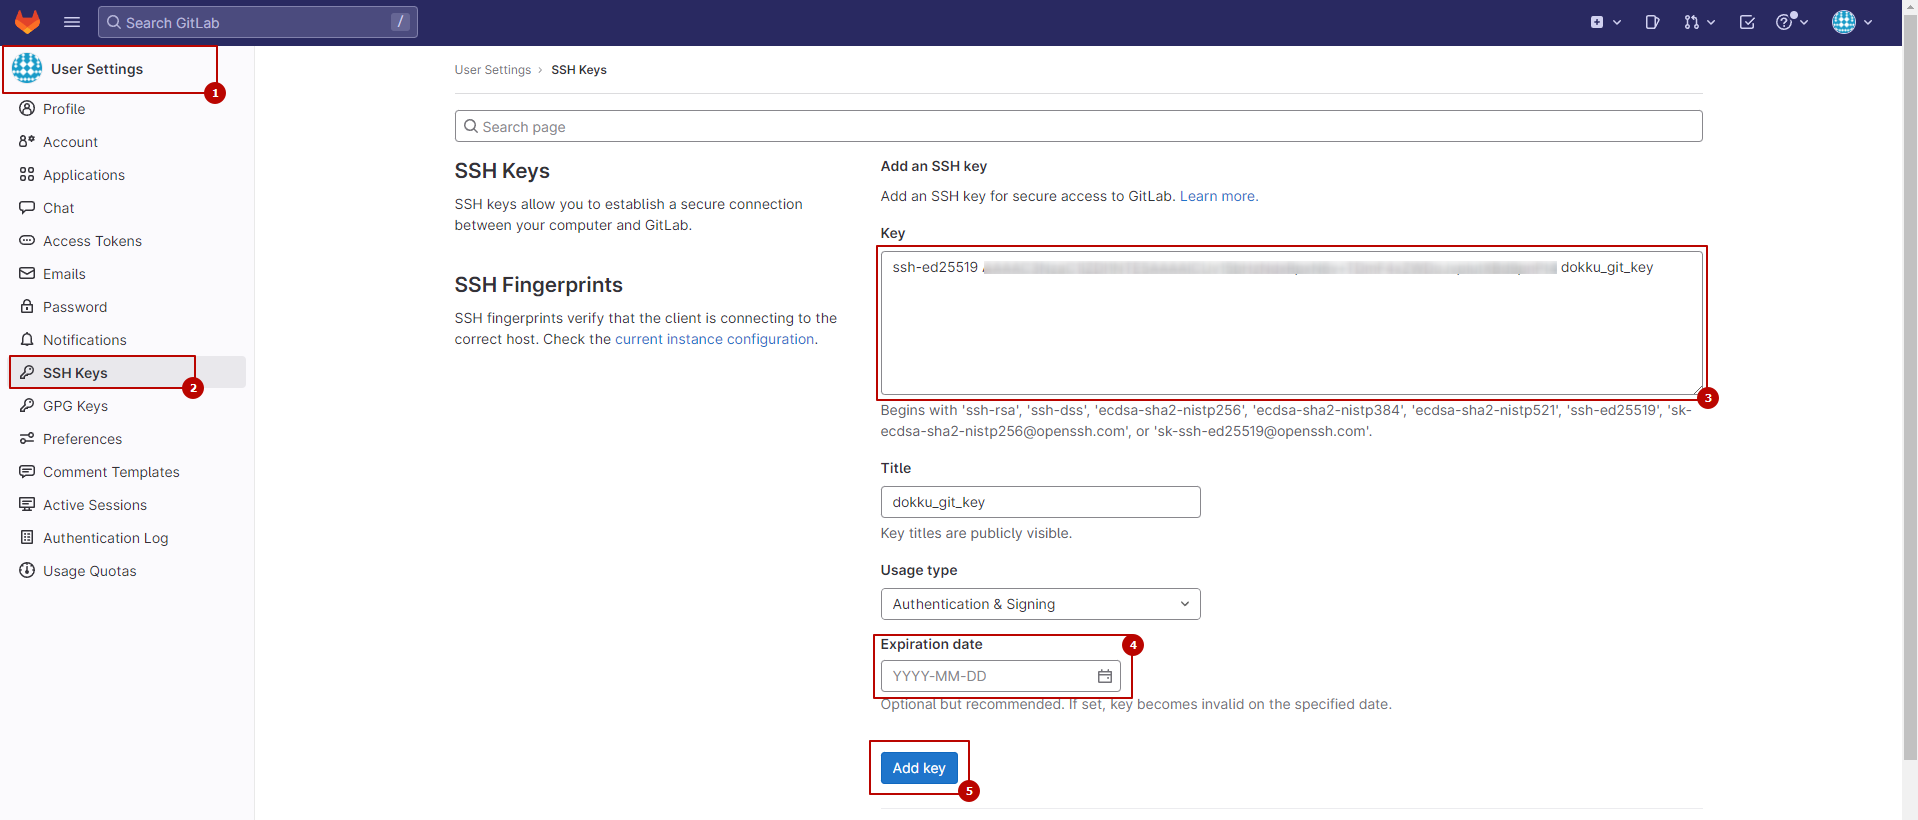 Search GitLab
/
User Settings
1
Profile
Account
Applications
Chat
Access Tokens
Emails
Password
Notifications
SSH Keys
2
GPG Keys
Preferences
Comment Templates
Active Sessions
Authentication Log
Usage Quotas
User Settings › SSH Keys
Search page
SSH Keys
SSH keys allow you to establish a secure connection
between your computer and GitLab.
SSH Fingerprints
SSH fingerprints verify that the client is connecting to the
correct host. Check the current instance configuration.
Add an SSH key
Add an SSH key for secure access to GitLab. Learn more.
Key
ssh-ed25519 dokku_git_key
3
Begins with 'ssh-rsa', 'ssh-dss', 'ecdsa-sha2-nistp256', 'ecdsa-sha2-nistp384', 'ecdsa-sha2-nistp521', 'ssh-ed25519', 'sk-
ecdsa-sha2-nistp256@openssh.com', or 'sk-ssh-ed25519@openssh.com'.
Title
dokku_git_key
Key titles are publicly visible.
Usage type
Authentication & Signing
Expiration date
4
YYYY-MM-DD
Optional but recommended. If set, key becomes invalid on the specified date.
Add key
5